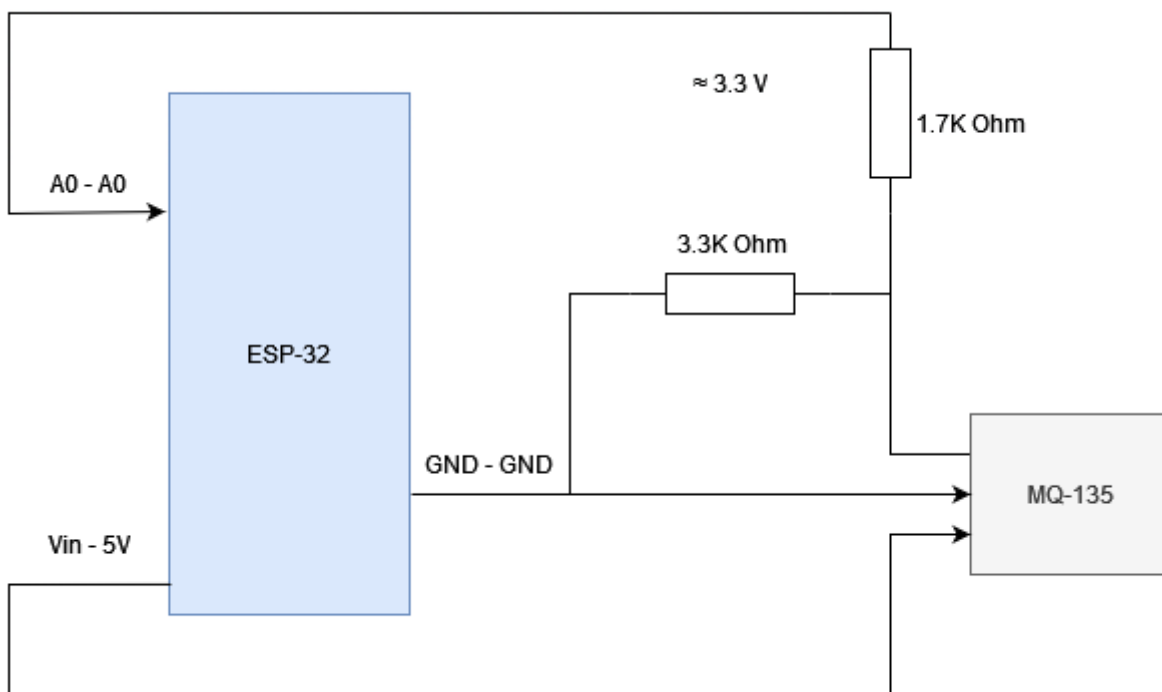 ≈ 3.3 V
1.7K Ohm
A0 - A0
3.3K Ohm
ESP-32
GND - GND
MQ-135
Vin - 5V